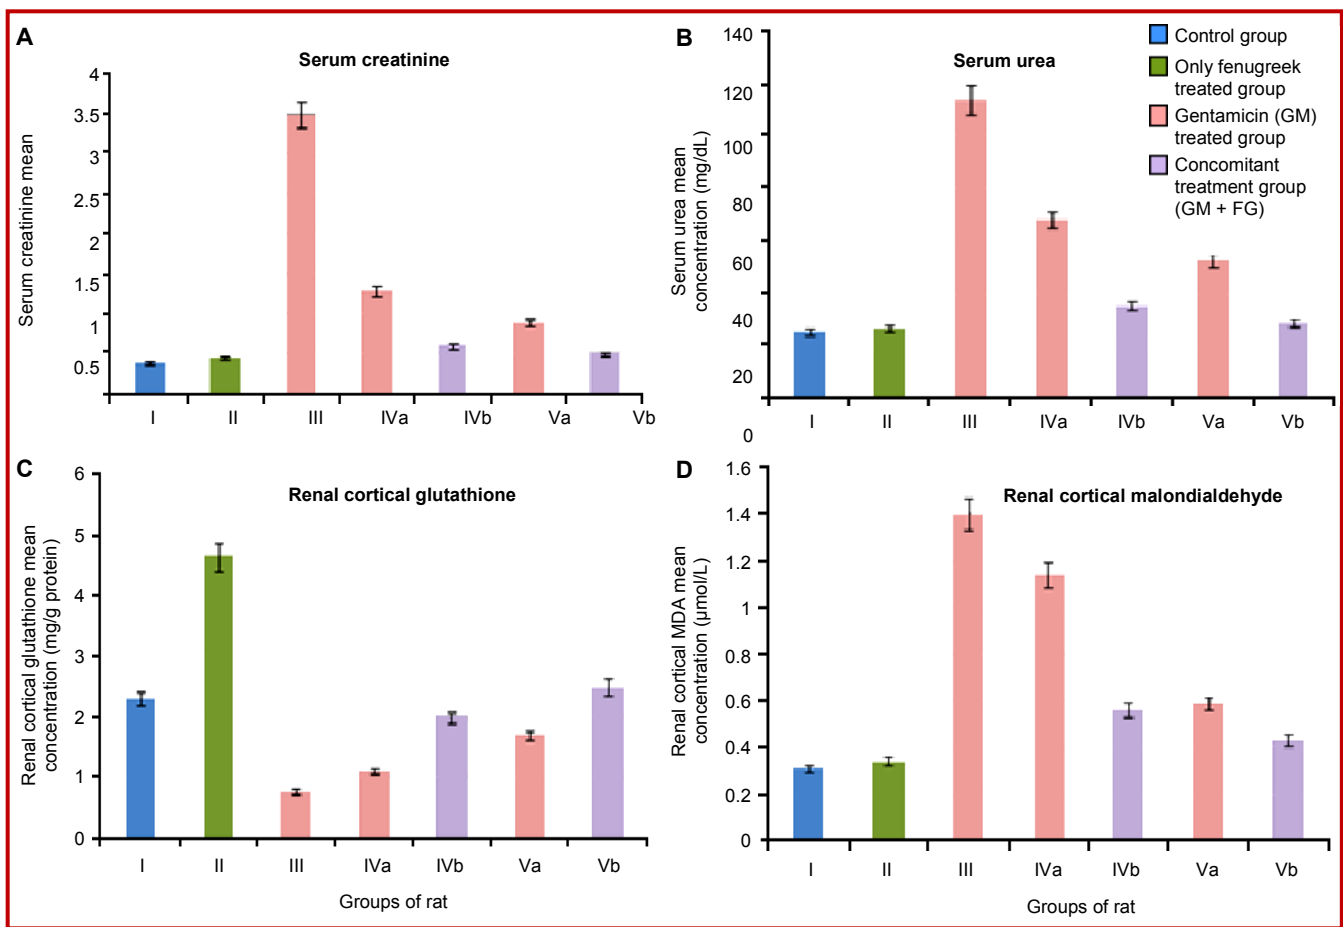 A
Serum creatinine
Serum creatinine mean
4
3.5
3
2.5
2
1.5
1
0.5
I II III IVa IVb Va Vb
B
Serum urea
Serum urea mean
concentration (mg/dL)
140
120
100
80
60
40
20
0
I II III IVa IVb Va Vb
Control group
Only fenugreek
treated group
Gentamicin (GM)
treated group
Concomitant
treatment group
(GM + FG)
C
Renal cortical glutathione
Renal cortical glutathione mean
concentration (mg/g protein)
6
5
4
3
2
1
0
I II III IVa IVb Va Vb
Groups of rat
D
Renal cortical malondialdehyde
Renal cortical MDA mean
concentration (µmol/L)
1.6
1.4
1.2
1
0.8
0.6
0.4
0.2
0
I II III IVa IVb Va Vb
Groups of rat